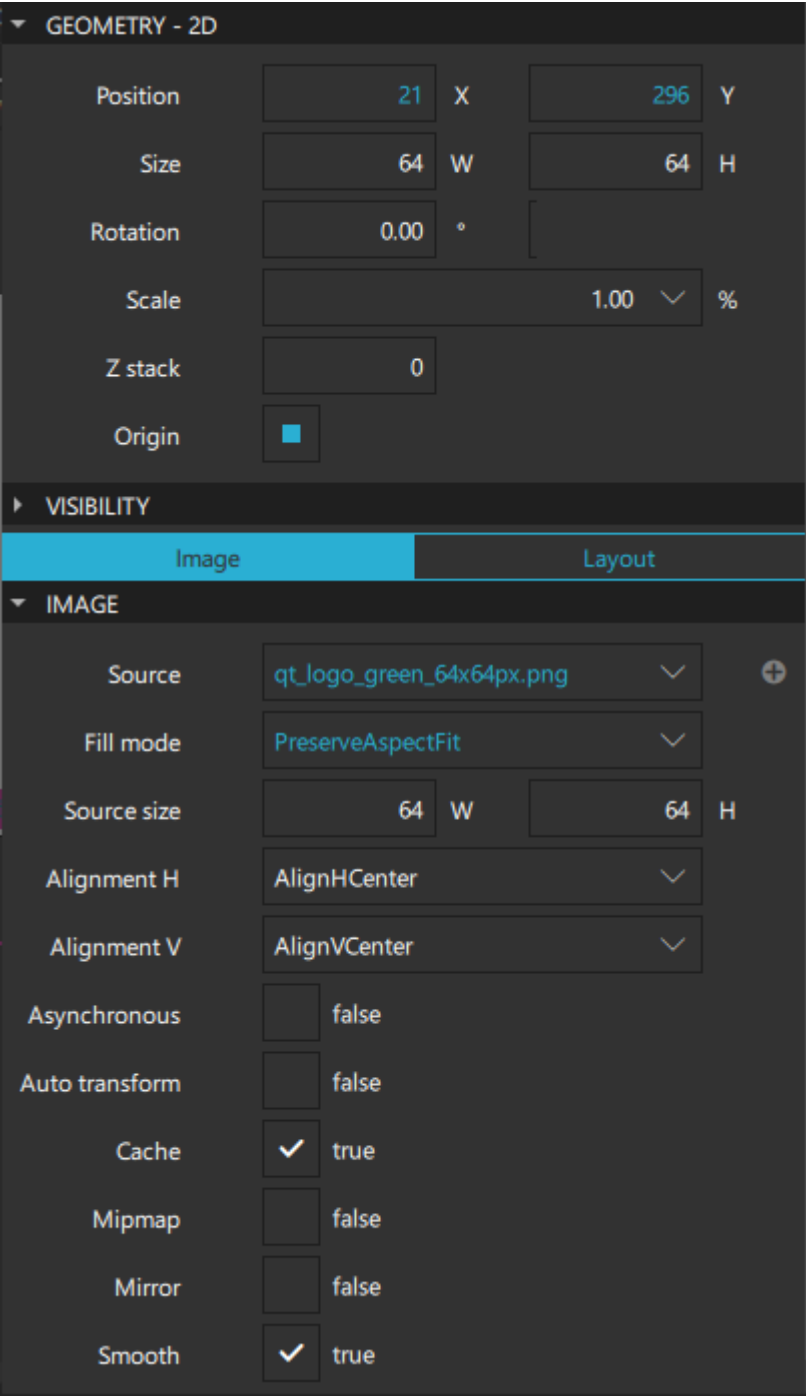 GEOMETRY - 2D
Position 21 X 296 Y
Size 64 W 64 H
Rotation 0.00 °
Scale 1.00 %
Z stack 0
Origin
VISIBILITY
Image Layout
IMAGE
Source qt_logo_green_64x64px.png
Fill mode PreserveAspectFit
Source size 64 W 64 H
Alignment H AlignHCenter
Alignment V AlignVCenter
Asynchronous false
Auto transform false
Cache true
Mipmap false
Mirror false
Smooth true